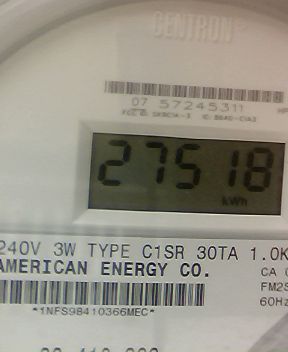 CENTRON®
07 57245311
27518
kWh
240V 3W TYPE C1SR 30TA 1.0K
AMERICAN ENERGY CO.
CA
FM2S
60Hz
*1NFS98410366MEC*